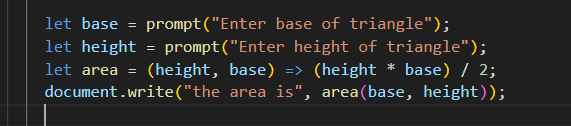 let base = prompt("Enter base of triangle");
let height = prompt("Enter height of triangle");
let area = (height, base) => (height * base) / 2;
document.write("the area is", area(base, height));